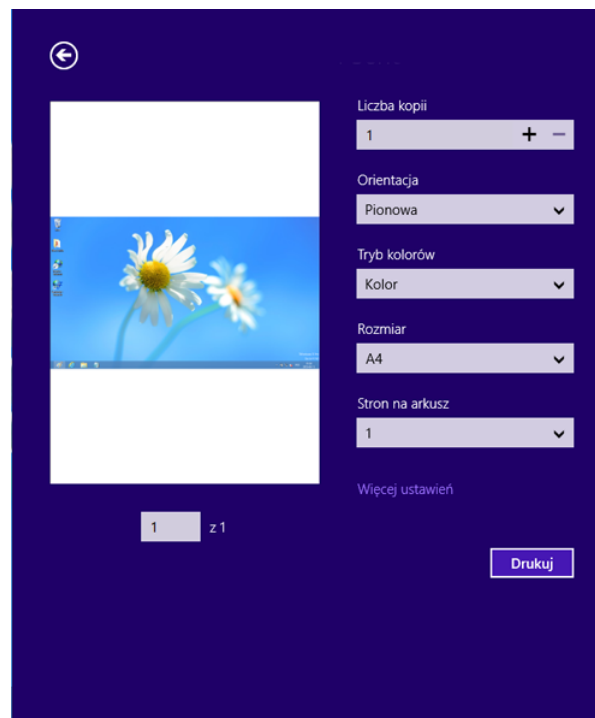 Liczba kopii
1
Orientacja
Pionowa
Tryb kolorów
Kolor
Rozmiar
A4
Stron na arkusz
1
Więcej ustawień
1 z 1
Drukuj